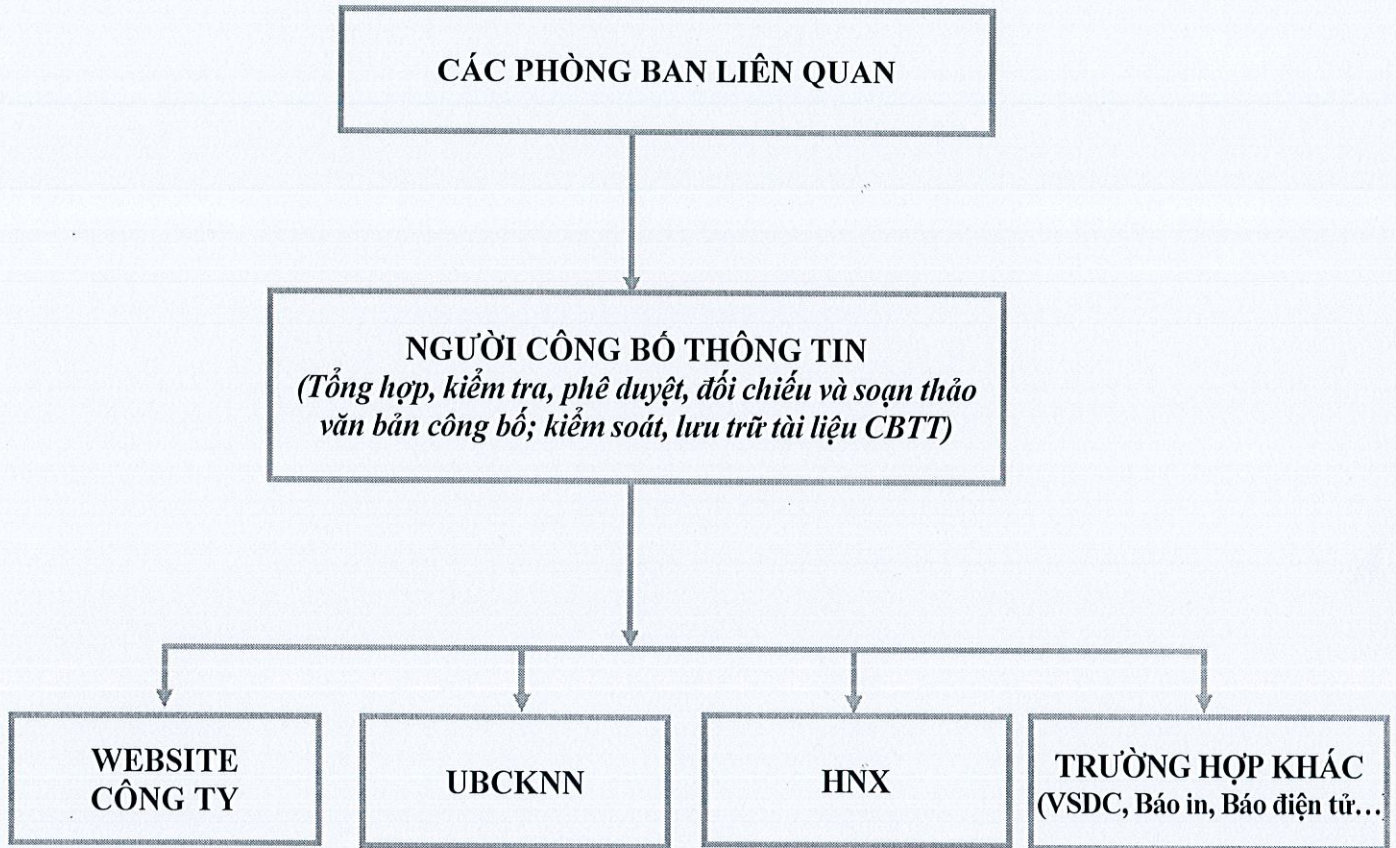 CÁC PHÒNG BAN LIÊN QUAN
NGƯỜI CÔNG BỐ THÔNG TIN
(Tổng hợp, kiểm tra, phê duyệt, đối chiếu và soạn thảo
văn bản công bố; kiểm soát, lưu trữ tài liệu CBTT)
WEBSITE
CÔNG TY
UBCKNN
HNX
TRƯỜNG HỢP KHÁC
(VSDC, Báo in, Báo điện tử...